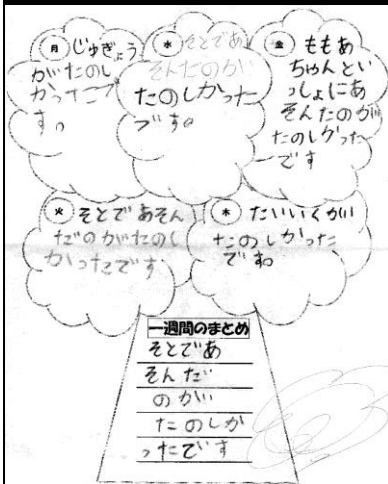 月 じゅぎょう
がたのし
かったて
す。
水 そとであ
そんたのが
たのしかった
です。
金 ももあ
ちゃんとい
っしょにあ
そんたのが
たのしかった
です
火 そとであそん
だのがたのし
かったです
木 たいいくがい
たのしかった
です。
一週間のまとめ
そとであ
そんだ
のがい
たのしか
ったです